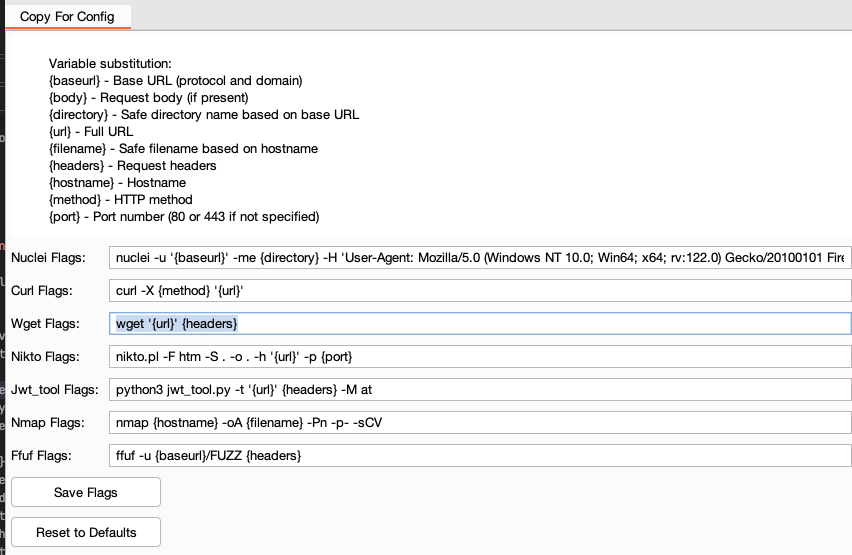 Copy For Config
Variable substitution:
{baseurl} - Base URL (protocol and domain)
{body} - Request body (if present)
{directory} - Safe directory name based on base URL
{url} - Full URL
{filename} - Safe filename based on hostname
{headers} - Request headers
{hostname} - Hostname
{method} - HTTP method
{port} - Port number (80 or 443 if not specified)
Nuclei Flags: nuclei -u '{baseurl}' -me {directory} -H 'User-Agent: Mozilla/5.0 (Windows NT 10.0; Win64; x64; rv:122.0) Gecko/20100101 Fire
Curl Flags: curl -X {method} '{url}'
Wget Flags: wget '{url}' {headers}
Nikto Flags: nikto.pl -F htm -S . -o . -h '{url}' -p {port}
Jwt_tool Flags: python3 jwt_tool.py -t '{url}' {headers} -M at
Nmap Flags: nmap {hostname} -oA {filename} -Pn -p- -sCV
Ffuf Flags: ffuf -u {baseurl}/FUZZ {headers}
Save Flags
Reset to Defaults